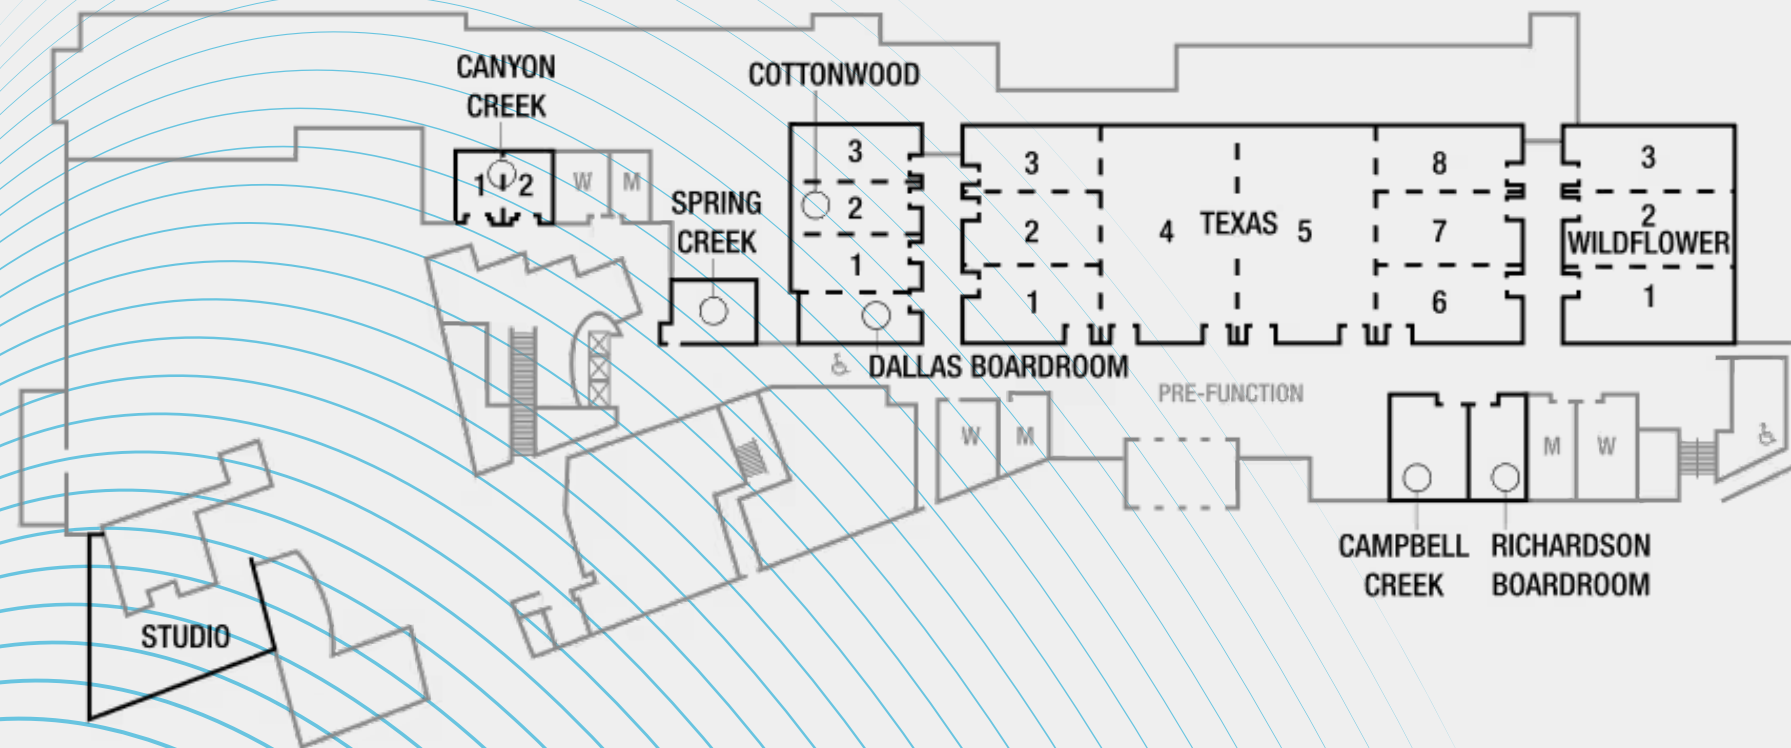 CANYON
CREEK
1 2
W
M
SPRING
CREEK
COTTONWOOD
3
2
1
DALLAS BOARDROOM
3
2
1
4
TEXAS
5
8
7
6
3
2
WILDFLOWER
1
PRE-FUNCTION
W
M
M
W
CAMPBELL
CREEK
RICHARDSON
BOARDROOM
STUDIO